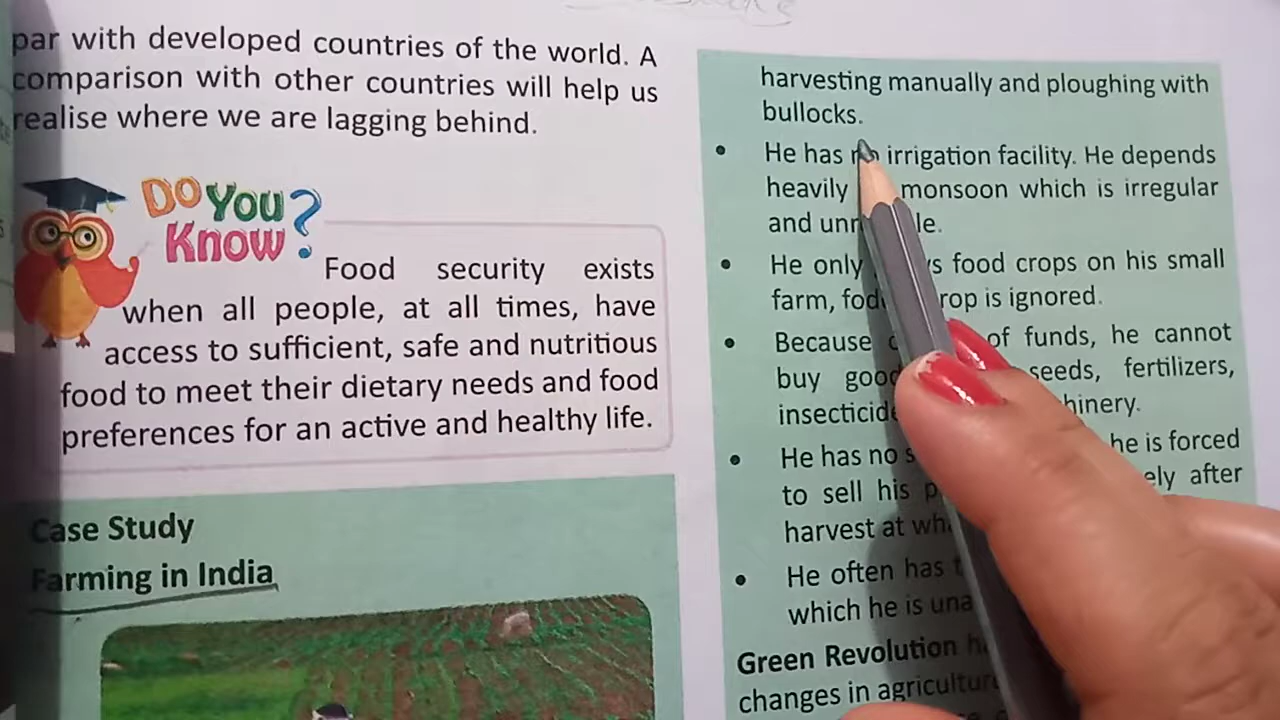 par with developed countries of the world. A
comparison with other countries will help us
realise where we are lagging behind.
Do You
Know?
Food security exists
when all people, at all times, have
access to sufficient, safe and nutritious
food to meet their dietary needs and food
preferences for an active and healthy life.
Case Study
Farming in India
harvesting manually and ploughing with
bullocks.
• He has no irrigation facility. He depends
heavily monsoon which is irregular
and
• He only food crops on his small
farm, is ignored.
• Because of funds, he cannot
buy seeds, fertilizers,
• He has no he is forced
to sell his after
harvest at
• He often has
which he is
Green Revolution
changes in